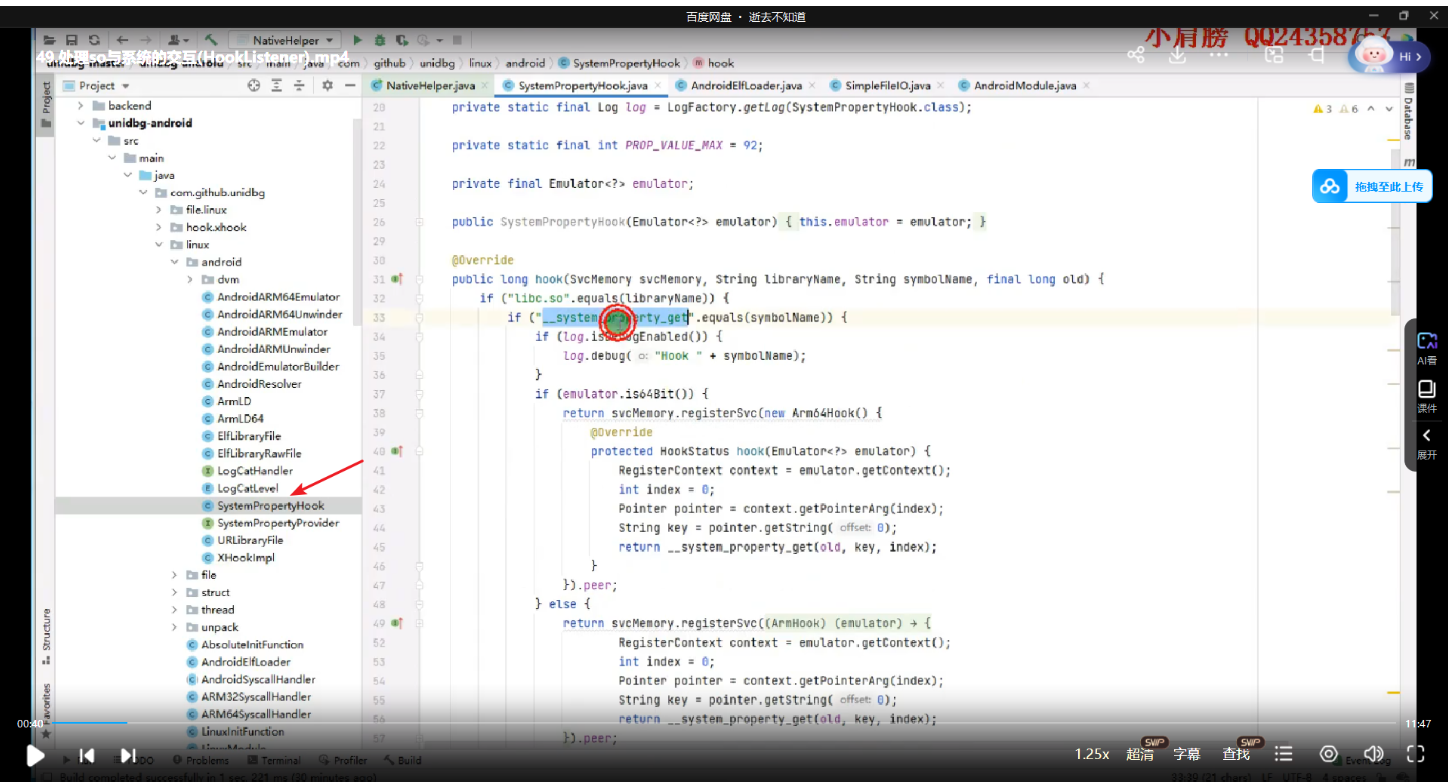 百度网盘 · 逝去不知道
小肩膀 QQ24358757
NativeHelper
49.处理so与系统的交互(HookListener).mp4
github unidbg linux android SystemPropertyHook hook
Hi >
Project
Project
NativeHelper.java SystemPropertyHook.java AndroidElfLoader.java SimpleFileIO.java AndroidModule.java
backend
unidbg-android
src
main
java
com.github.unidbg
file.linux
hook.xhook
linux
android
dvm
AndroidARM64Emulator
AndroidARM64Unwinder
AndroidARMEmulator
AndroidARMUnwinder
AndroidEmulatorBuilder
AndroidResolver
ArmLD
ArmLD64
ElfLibraryFile
ElfLibraryRawFile
LogCatHandler
LogCatLevel
SystemPropertyHook
SystemPropertyProvider
URLibraryFile
XHookImpl
file
struct
thread
unpack
AbsoluteInitFunction
AndroidElfLoader
AndroidSyscallHandler
ARM32SyscallHandler
ARM64SyscallHandler
LinuxInitFunction
LinuxModule
Structure
Favorites
20 private static final Log log = LogFactory.getLog(SystemPropertyHook.class);
21
22 private static final int PROP_VALUE_MAX = 92;
23
24 private final Emulator<?> emulator;
25
26 public SystemPropertyHook(Emulator<?> emulator) { this.emulator = emulator; }
29
30 @Override
31 public long hook(SvcMemory svcMemory, String libraryName, String symbolName, final long old) {
32 if ("libc.so".equals(libraryName)) {
33 if ("__system_property_get".equals(symbolName)) {
34 if (log.isDebugEnabled()) {
35 log.debug( o: "Hook " + symbolName);
36 }
37 if (emulator.is64Bit()) {
38 return svcMemory.registerSvc(new Arm64Hook() {
39 @Override
40 protected HookStatus hook(Emulator<?> emulator) {
41 RegisterContext context = emulator.getContext();
42 int index = 0;
43 Pointer pointer = context.getPointerArg(index);
44 String key = pointer.getString( offset: 0);
45 return __system_property_get(old, key, index);
46 }
47 }).peer;
48 } else {
49 return svcMemory.registerSvc((ArmHook) (emulator) → {
52 RegisterContext context = emulator.getContext();
53 int index = 0;
54 Pointer pointer = context.getPointerArg(index);
55 String key = pointer.getString( offset: 0);
56 return __system_property_get(old, key, index);
57 }).peer;
3 6
Database
m
拖拽至此上传
AI看
课件
展开
00:40
11:47
1.25x 超清 SVIP 字幕 查找 SVIP
TODO Problems Terminal Profiler Build Event Log
Build completed successfully in 1 sec, 221 ms (50 minutes ago)